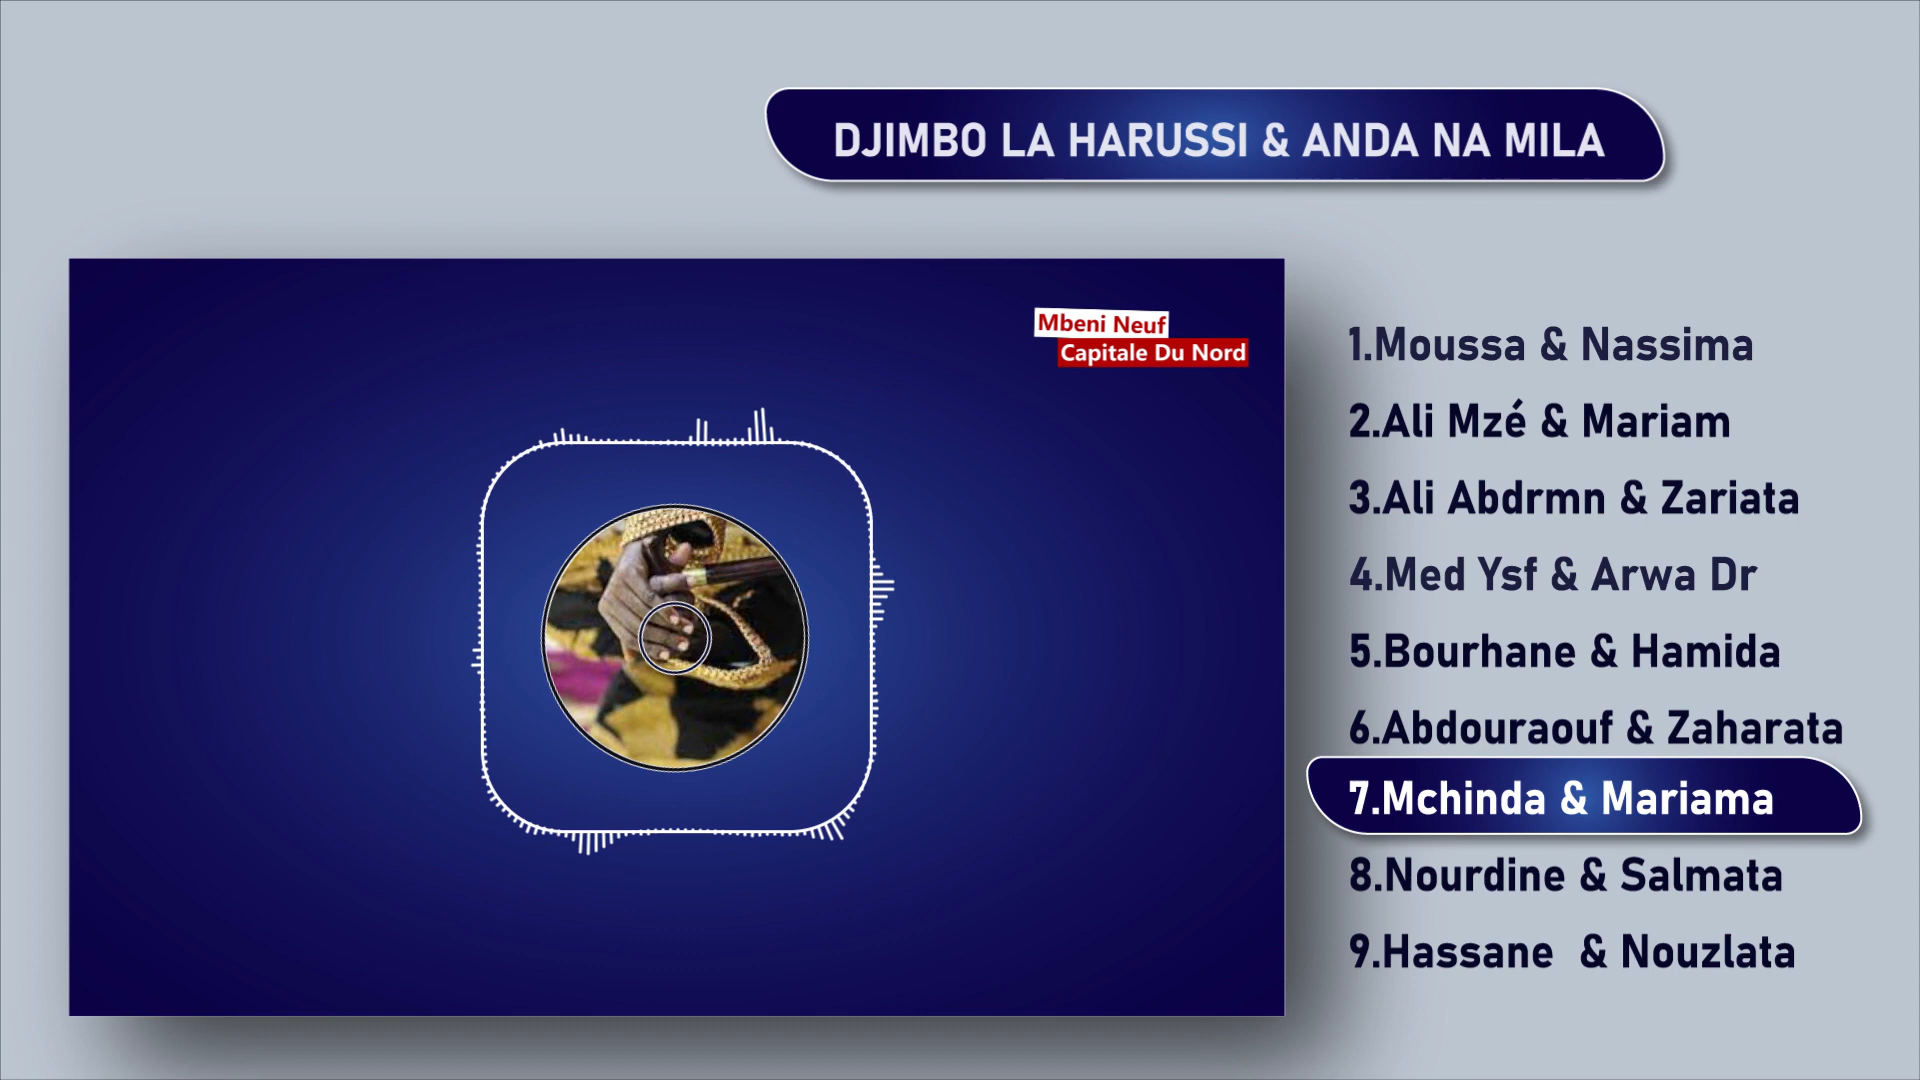 DJIMBO LA HARUSSI & ANDA NA MILA
Mbeni Neuf
Capitale Du Nord
1.Moussa & Nassima
2.Ali Mzé & Mariam
3.Ali Abdrmn & Zariata
4.Med Ysf & Arwa Dr
5.Bourhane & Hamida
6.Abdouraouf & Zaharata
7.Mchinda & Mariama
8.Nourdine & Salmata
9.Hassane & Nouzlata